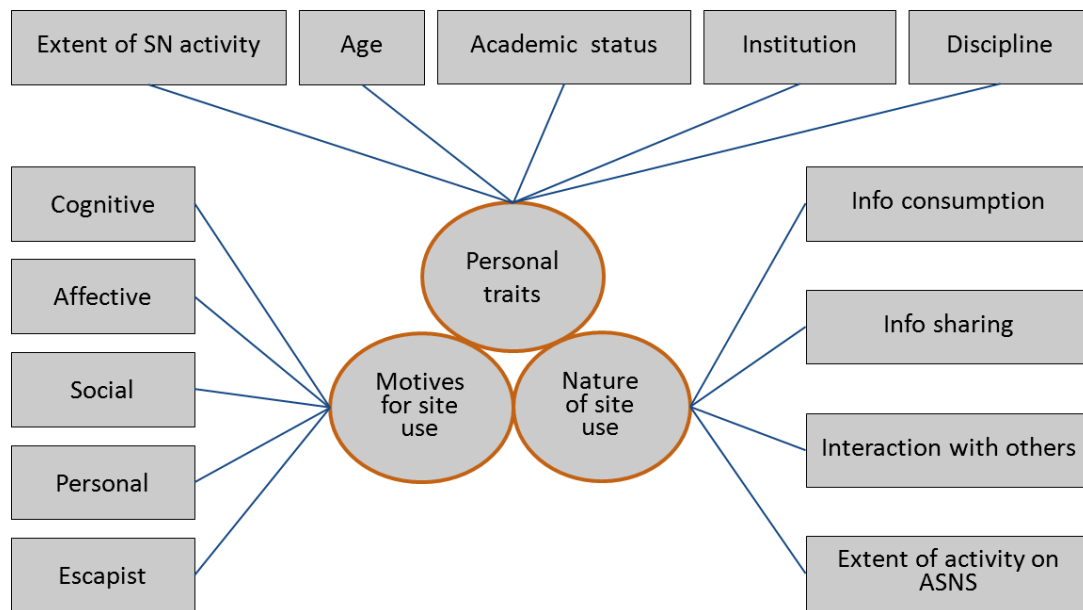 Extent of SN activity
Age
Academic status
Institution
Discipline
Cognitive
Affective
Social
Personal
Escapist
Personal
traits
Motives
for site
use
Nature
of site
use
Info consumption
Info sharing
Interaction with others
Extent of activity on
ASNS